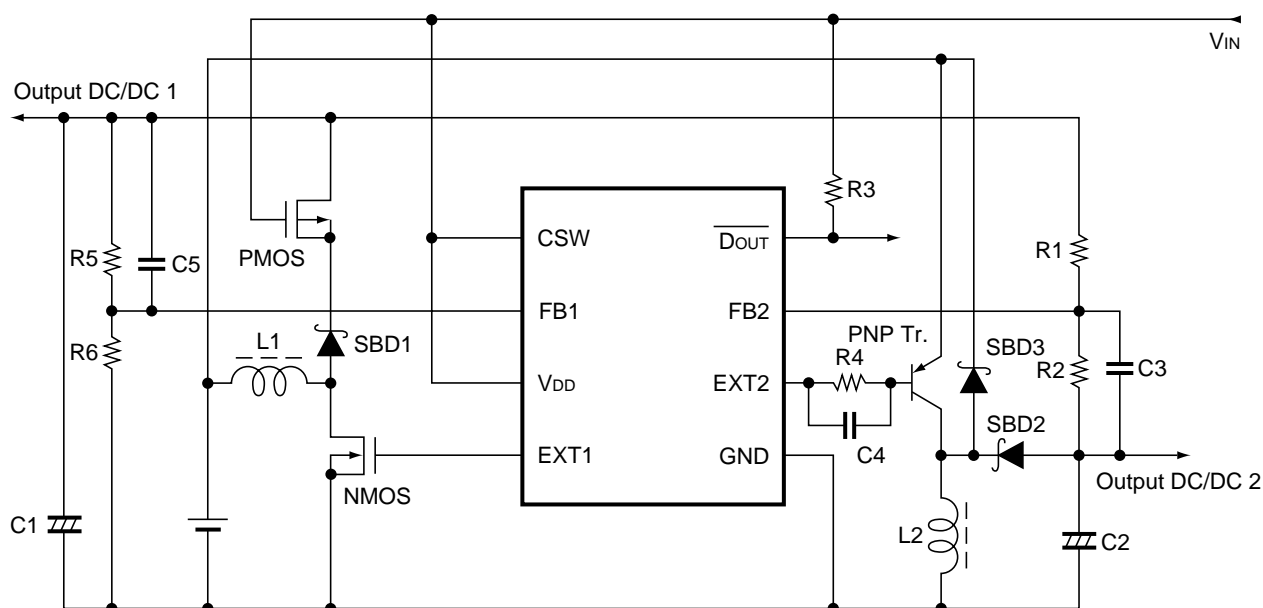 VIN
Output DC/DC 1
R3
CSW
DOUT
R1
PMOS
R5
C5
FB1
FB2
PNP Tr.
L1
SBD1
R6
R4
SBD3
R2
C3
VDD
EXT2
SBD2
C4
EXT1
GND
NMOS
Output DC/DC 2
C1
L2
C2